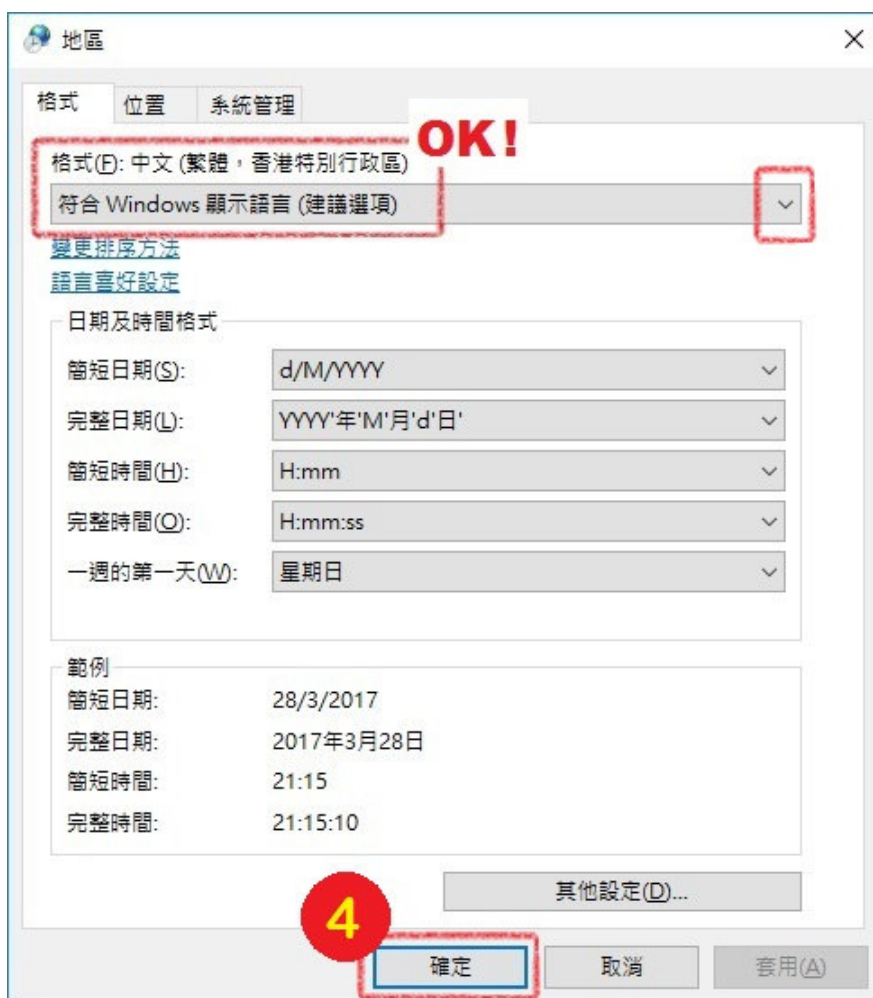 地區
格式
位置
系統管理
OK!
格式(F): 中文 (繁體，香港特別行政區)
符合 Windows 顯示語言 (建議選項)
變更排序方法
語言喜好設定
日期及時間格式
簡短日期(S): d/M/YYYY
完整日期(L): YYYY'年'M'月'd'日'
簡短時間(H): H:mm
完整時間(O): H:mm:ss
一週的第一天(W): 星期日
範例
簡短日期: 28/3/2017
完整日期: 2017年3月28日
簡短時間: 21:15
完整時間: 21:15:10
其他設定(D)...
4
確定
取消
套用(A)